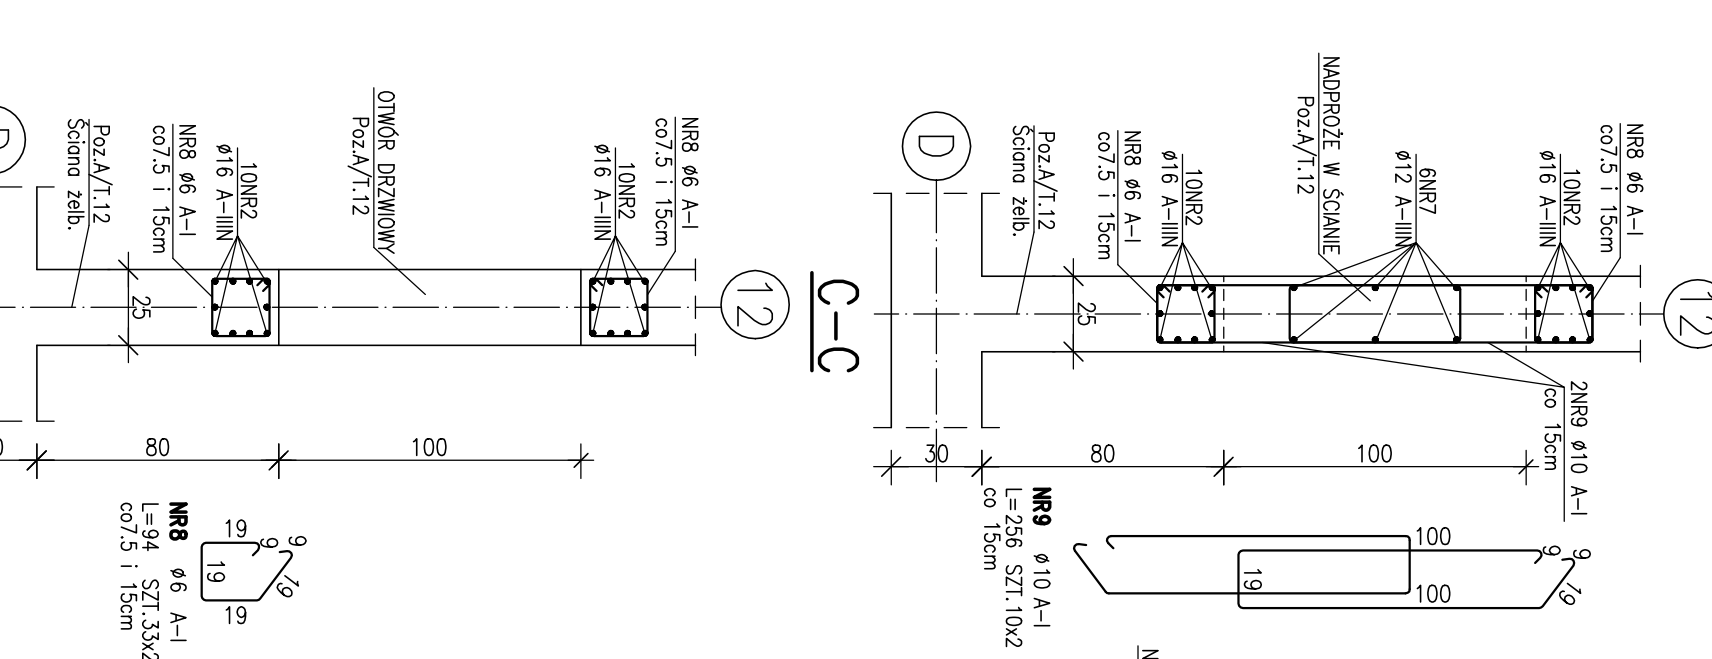 D
Poz.A/T.12
Ściana żelb.
NR8 ø6 A-I
co7.5 i 15cm
10NR2
ø16 A-IIIN
OTWÓR DRZWIOWY
Poz.A/T.12
10NR2
ø16 A-IIIN
NR8 ø6 A-I
co7.5 i 15cm
25
12
80
100
NR8 ø6 A-I
L=94 SZT.33x2
co7.5 i 15cm
19
9
9
19
19
19
C-C
D
Poz.A/T.12
Ściana żelb.
NR8 ø6 A-I
co7.5 i 15cm
10NR2
ø16 A-IIIN
NADPROŻE W ŚCIANIE
Poz.A/T.12
6NR7
ø12 A-IIIN
10NR2
ø16 A-IIIN
NR8 ø6 A-I
co7.5 i 15cm
25
12
2NR9 ø10 A-I
co 15cm
30
80
100
NR9 ø10 A-I
L=256 SZT.10x2
co 15cm
100
9
9
19
19
100
N